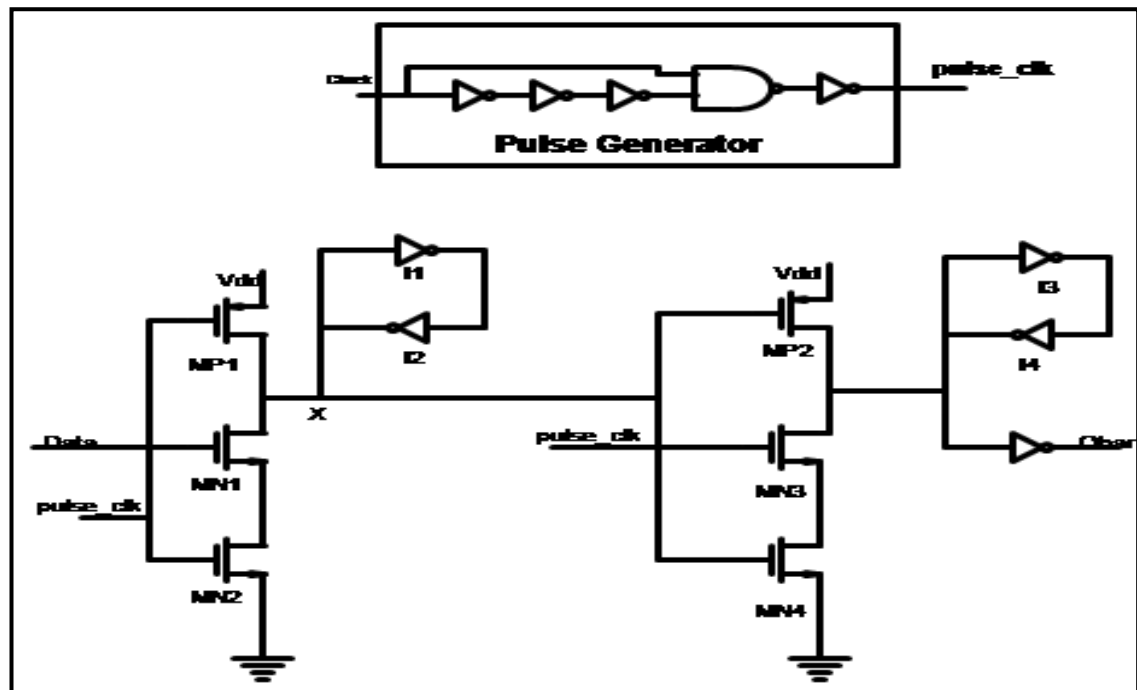 Clock
pulse_clk
Pulse Generator
I1
Vdd
Vdd
I3
MP1
I2
MP2
I4
X
Data
pulse_clk
Qbar
MN1
MN3
pulse_clk
MN2
MN4